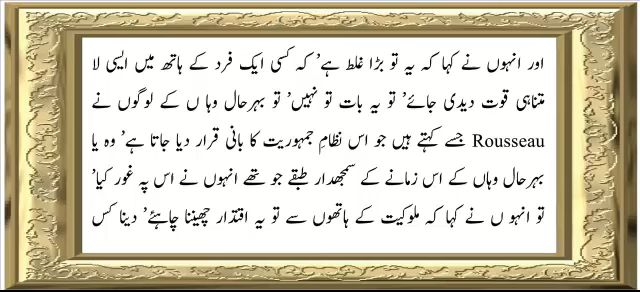 اور انہوں نے کہا کہ یہ تو بڑا غلط ہے’ کہ کسی ایک فرد کے ہاتھ میں ایسی لا
متناہی قوت دیدی جائے’ تو یہ بات تو نہیں’ تو بہرحال وہا ں کے لوگوں نے
Rousseau جسے کہتے ہیں جو اس نظامِ جمہوریت کا بانی قرار دیا جاتا ہے’ وہ یا
بہرحال وہاں کے اس زمانے کے سمجھدار طبقے جو تھے انہوں نے اس پہ غور کیا’
تو انہو ں نے کہا کہ ملوکیت کے ہاتھوں سے تو یہ اقتدار چھیننا چاہئے’ دینا کس